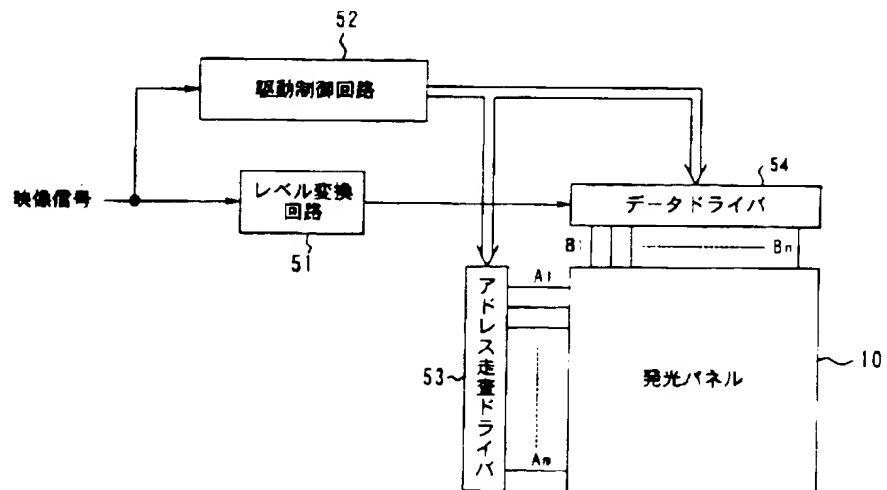 52
駆動制御回路
54
映像信号
レベル変換
回路
51
データドライバ
B1
Bn
A1
アドレス走査ドライバ
53
発光パネル
10
Am